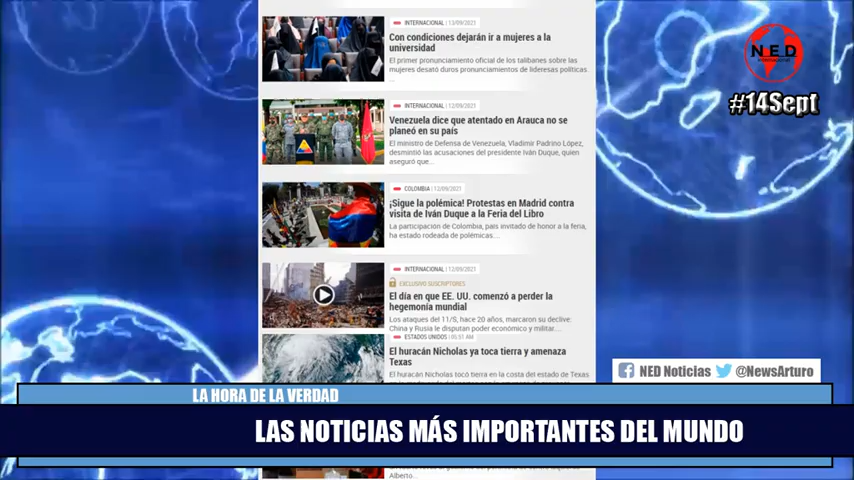 INTERNACIONAL | 13/09/2021
Con condiciones dejarán ir a mujeres a la
universidad
El primer pronunciamiento oficial de los talibanes sobre las
mujeres desató duros pronunciamientos de lideresas políticas
...
INTERNACIONAL | 12/09/2021
Venezuela dice que atentado en Arauca no se
planeó en su país
El ministro de Defensa de Venezuela, Vladimir Padrino López,
desmintió las acusaciones del presidente Iván Duque, quien
aseguró que...
COLOMBIA | 12/09/2021
¡Sigue la polémica! Protestas en Madrid contra
visita de Iván Duque a la Feria del Libro
La participación de Colombia, país invitado de honor a la feria,
ha estado rodeada de polémicas....
INTERNACIONAL | 12/09/2021
EXCLUSIVO SUSCRIPTORES
El día en que EE. UU. comenzó a perder la
hegemonía mundial
Los ataques del 11/S, hace 20 años, marcaron su declive:
China y Rusia le disputan poder económico y militar....
ESTADOS UNIDOS | 05:51 AM
El huracán Nicholas ya toca tierra y amenaza
Texas
El huracán Nicholas tocó tierra en la costa del estado de Texas
NED
International
#14Sept
NED Noticias @NewsArturo
LA HORA DE LA VERDAD
LAS NOTICIAS MÁS IMPORTANTES DEL MUNDO
Alberto...